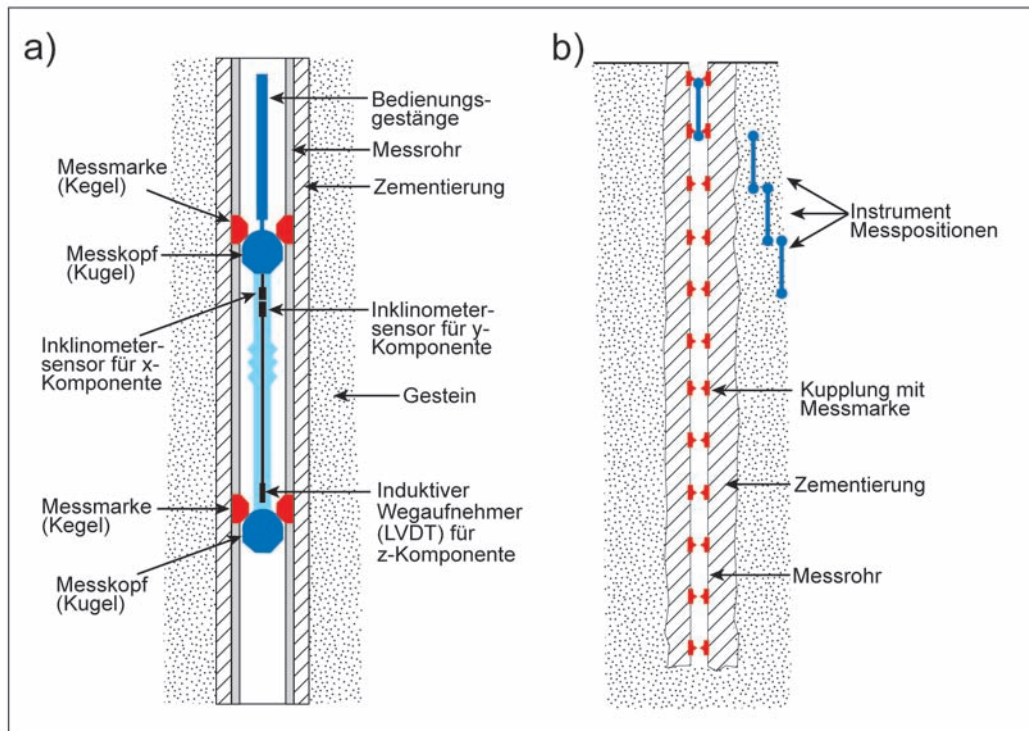 a)
Bedienungs-
gestänge
Messrohr
Messmarke
(Kegel)
Zementierung
Messkopf
(Kugel)
Inklinometer-
sensor für x-
Komponente
Inklinometer-
sensor für y-
Komponente
Gestein
Messmarke
(Kegel)
Induktiver
Wegaufnehmer
(LVDT) für
z-Komponente
Messkopf
(Kugel)
b)
Instrument
Messpositionen
Kupplung mit
Messmarke
Zementierung
Messrohr